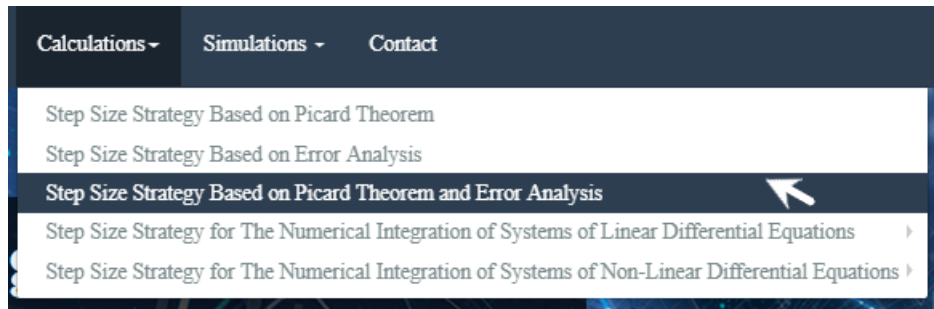 Calculations Simulations Contact
Step Size Strategy Based on Picard Theorem
Step Size Strategy Based on Error Analysis
Step Size Strategy Based on Picard Theorem and Error Analysis
Step Size Strategy for The Numerical Integration of Systems of Linear Differential Equations
Step Size Strategy for The Numerical Integration of Systems of Non-Linear Differential Equations